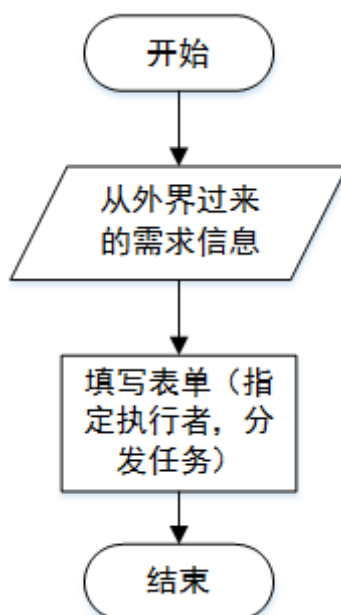 开始
从外界过来
的需求信息
填写表单（指
定执行者，分
发任务）
结束